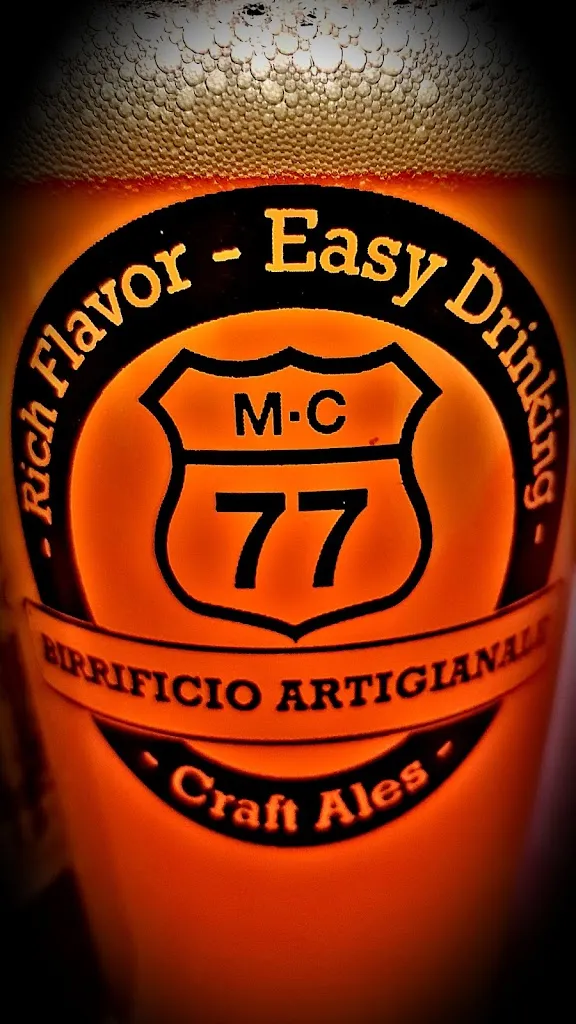 - Rich Flavor - Easy Drinking -
M·C
77
BIRRIFICIO ARTIGIANALE
- Craft Ales -